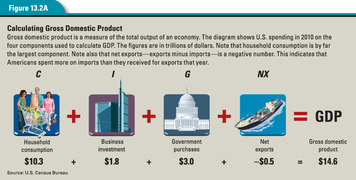 Figure 13.2A
Calculating Gross Domestic Product
Gross domestic product is a measure of the total output of an economy. The diagram shows U.S. spending in 2010 on the
four components used to calculate GDP. The figures are in trillions of dollars. Note that household consumption is by far
the largest component. Note also that net exports—exports minus imports—is a negative number. This indicates that
Americans spent more on imports than they received for exports that year.
C I G NX
+ + + = GDP
Household consumption Business investment Government purchases Net exports Gross domestic product
$10.3 + $1.8 + $3.0 + –$0.5 = $14.6
Source: U.S. Census Bureau